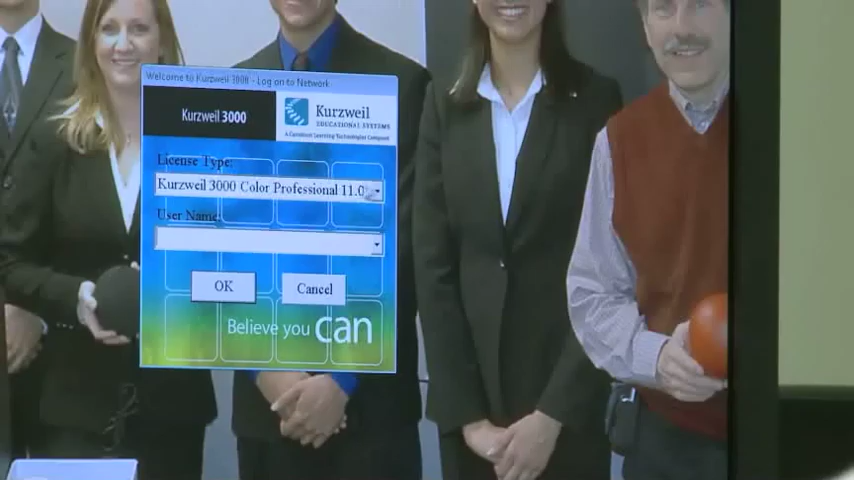 Welcome to Kurzweil 3000 - Log on to Network
Kurzweil 3000
Kurzweil
EDUCATIONAL SYSTEMS
A Cambium Learning Technologies Company
License Type:
Kurzweil 3000 Color Professional 11.0
User Name:
OK
Cancel
Believe you can